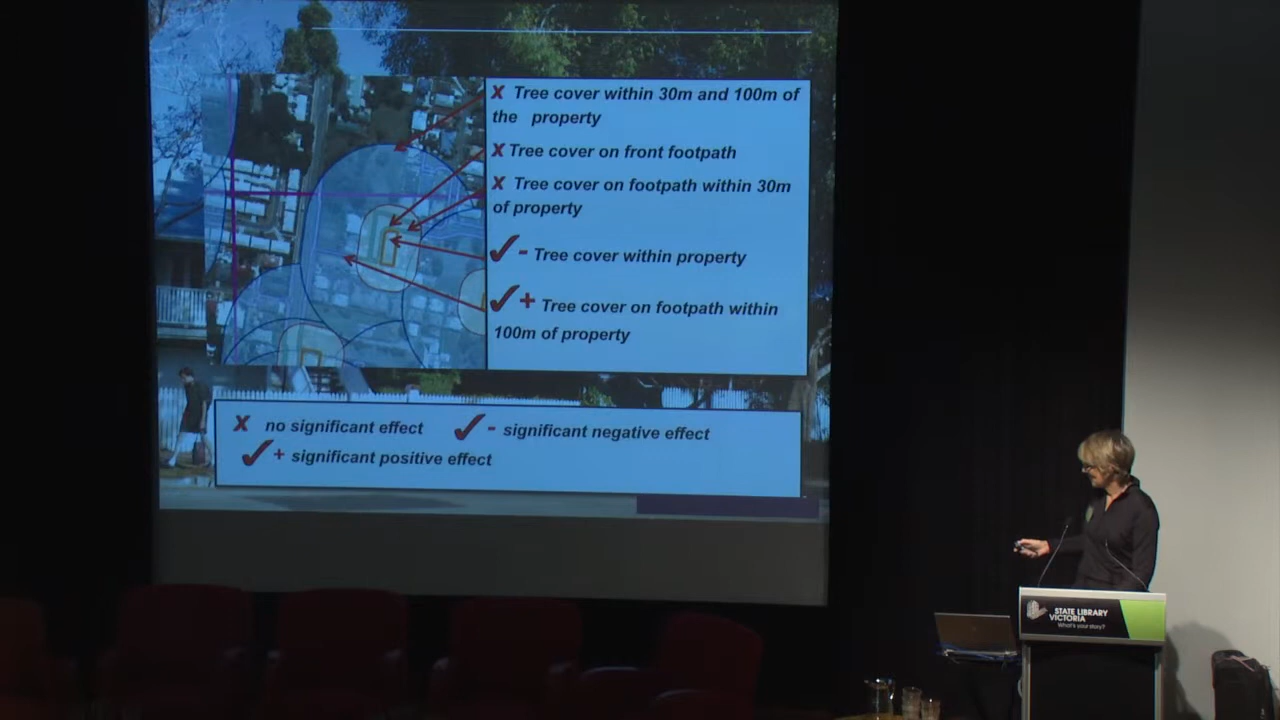 X Tree cover within 30m and 100m of
the property
X Tree cover on front footpath
X Tree cover on footpath within 30m
of property
✓- Tree cover within property
✓+ Tree cover on footpath within
100m of property
X no significant effect ✓- significant negative effect
✓+ significant positive effect
STATE LIBRARY
VICTORIA
What's your story?